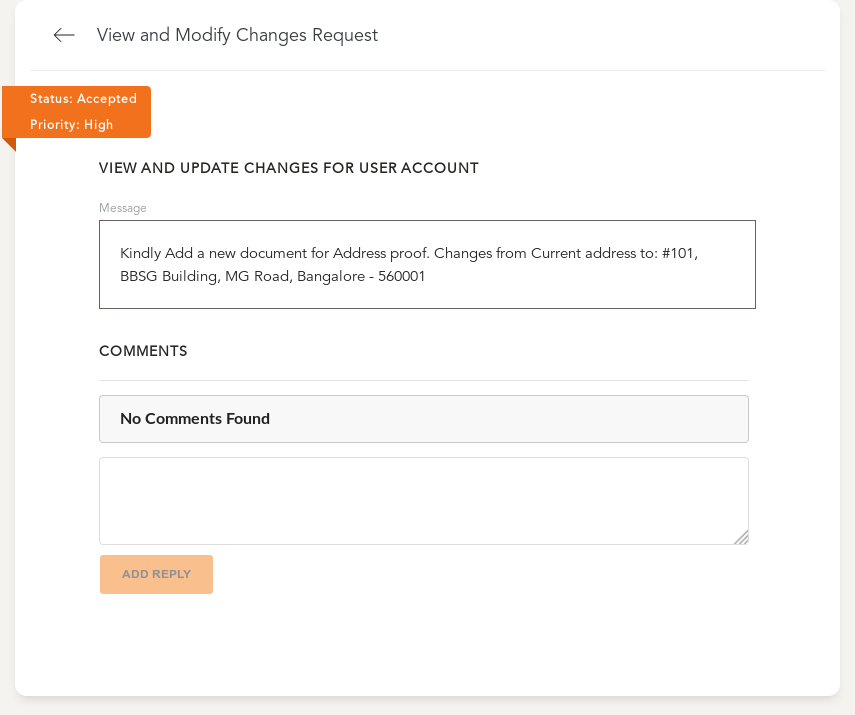 View and Modify Changes Request
Status: Accepted
Priority: High
VIEW AND UPDATE CHANGES FOR USER ACCOUNT
Message
Kindly Add a new document for Address proof. Changes from Current address to: #101,
BBSG Building, MG Road, Bangalore - 560001
COMMENTS
No Comments Found
ADD REPLY